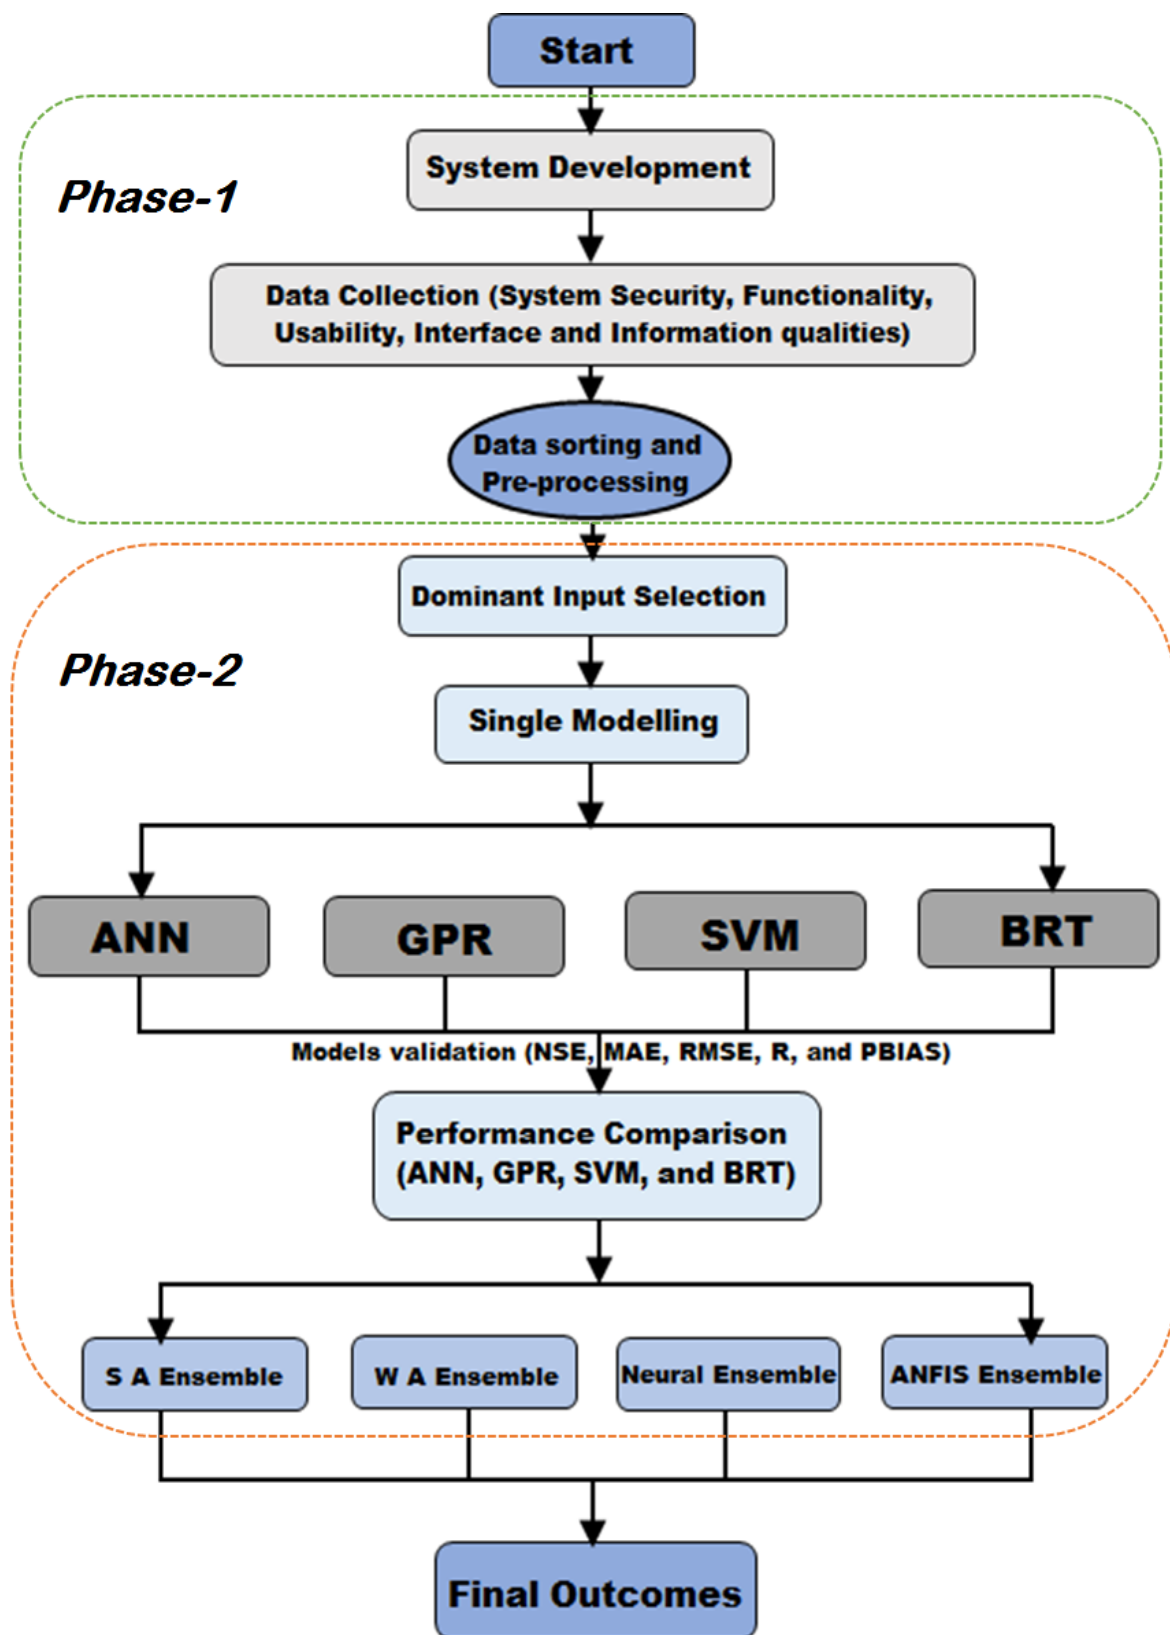 Start
System Development
Phase-1
Data Collection (System Security, Functionality,
Usability, Interface and Information qualities)
Data sorting and
Pre-processing
Dominant Input Selection
Phase-2
Single Modelling
ANN
GPR
SVM
BRT
Models validation (NSE, MAE, RMSE, R, and PBIAS)
Performance Comparison
(ANN, GPR, SVM, and BRT)
S A Ensemble
W A Ensemble
Neural Ensemble
ANFIS Ensemble
Final Outcomes